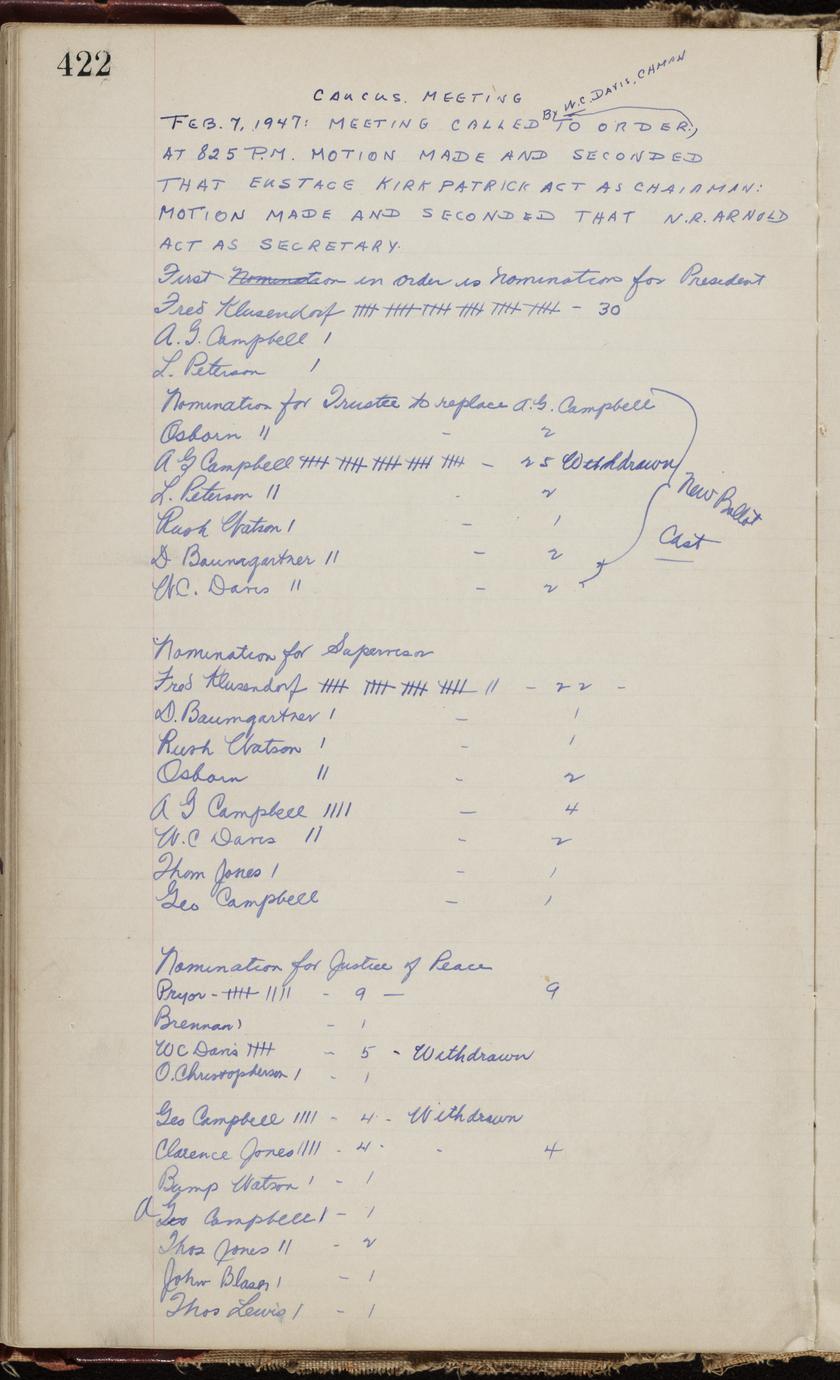 422
CAUCUS. MEETING
BY W.C. DAVIS, CHMAN
FEB. 7, 1947: MEETING CALLED TO ORDER,
AT 825 P.M. MOTION MADE AND SECONDED
THAT EUSTACE KIRKPATRICK ACT AS CHAIRMAN:
MOTION MADE AND SECONDED THAT N.R. ARNOLD
ACT AS SECRETARY.
First Nomination in order is Nominations for President
Fred Klusendorf 𝍸 𝍸 𝍸 𝍸 𝍸 𝍸 - 30
A.G. Campbell 1
L. Peterson 1
Nomination for Trustee to replace A.G. Campbell
Osborn 11 - 2
A G Campbell 𝍸 𝍸 𝍸 𝍸 𝍸 - 25 Withdrawn
L. Peterson 11 - 2
Rush Watson 1 - 1
D Baumgartner 11 - 2
W.C. Davis 11 - 2
New Ballot
Cast
Nomination for Supervisor
Fred Klusendorf 𝍸 𝍸 𝍸 𝍸 11 - 22 -
D. Baumgartner 1 - 1
Rush Watson 1 - 1
Osborn 11 - 2
A G Campbell 1111 - 4
W.C Davis 11 - 2
Thom Jones 1 - 1
Geo Campbell - 1
Nomination for Justice of Peace
Pryor - 𝍸 1111 - 9 - 9
Brennan 1 - 1
W C Davis 𝍸 - 5 - Withdrawn
O. Christopherson 1 - 1
Geo Campbell 1111 - 4 - Withdrawn
Clarence Jones 1111 - 4 - - 4
Bump Watson 1 - 1
A G Campbell 1 - 1
Thos Jones 11 - 2
John Blaser 1 - 1
Thos Lewis 1 - 1